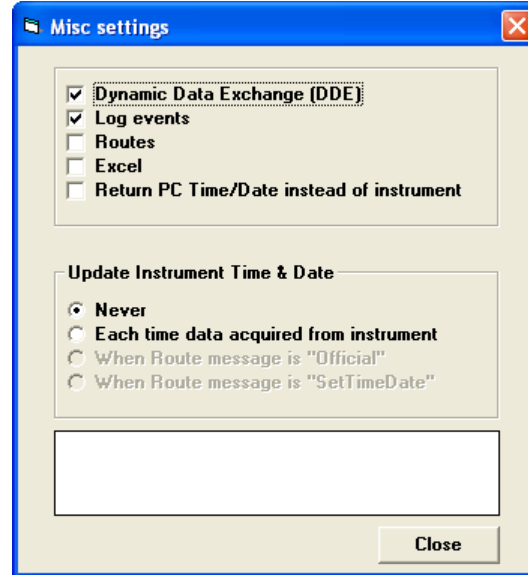 Misc settings
Dynamic Data Exchange (DDE)
Log events
Routes
Excel
Return PC Time/Date instead of instrument
Update Instrument Time & Date
Never
Each time data acquired from instrument
When Route message is "Official"
When Route message is "SetTimeDate"
Close